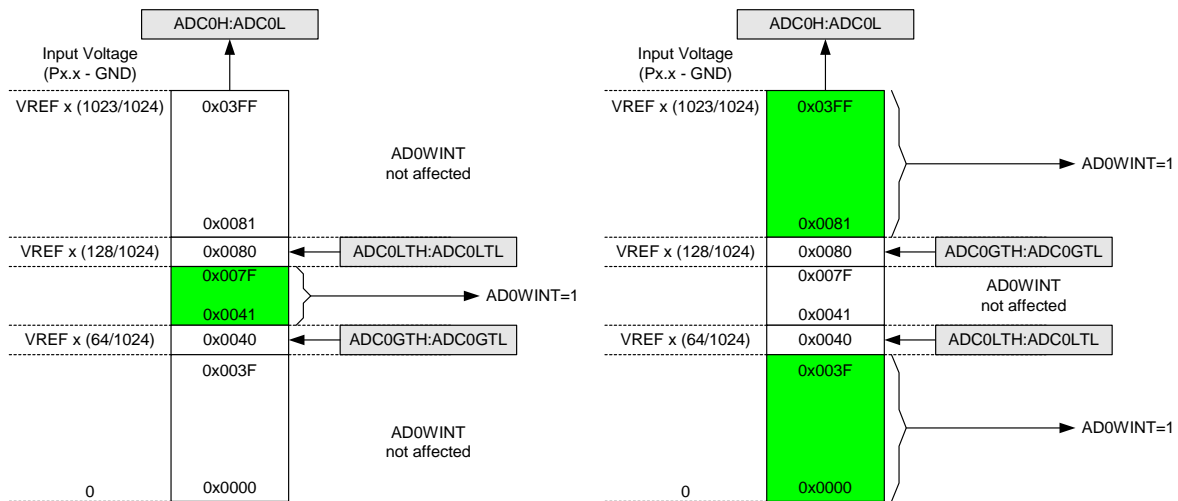 ADC0H:ADC0L
Input Voltage
(Px.x - GND)
VREF x (1023/1024)
0x03FF
AD0WINT
not affected
0x0081
VREF x (128/1024)
0x0080
ADC0LTH:ADC0LTL
0x007F
AD0WINT=1
0x0041
VREF x (64/1024)
0x0040
ADC0GTH:ADC0GTL
0x003F
AD0WINT
not affected
0
0x0000
ADC0H:ADC0L
Input Voltage
(Px.x - GND)
VREF x (1023/1024)
0x03FF
AD0WINT=1
0x0081
VREF x (128/1024)
0x0080
ADC0GTH:ADC0GTL
0x007F
AD0WINT
not affected
0x0041
VREF x (64/1024)
0x0040
ADC0LTH:ADC0LTL
0x003F
AD0WINT=1
0
0x0000